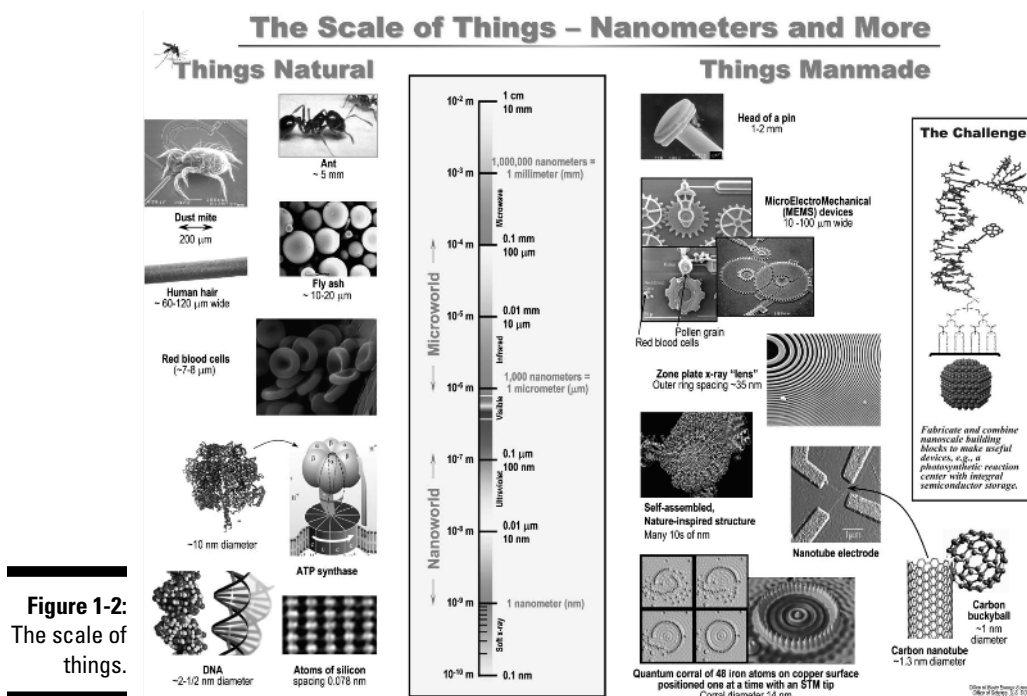 The Scale of Things – Nanometers and More
Things Natural
Things Manmade
Ant
~ 5 mm
Dust mite
200 µm
Human hair
~ 60-120 µm wide
Fly ash
~ 10-20 µm
Red blood cells
(~7-8 µm)
~10 nm diameter
ATP synthase
DNA
~2-1/2 nm diameter
Atoms of silicon
spacing 0.078 nm
Microworld
Nanoworld
10-2 m
1 cm
10 mm
1,000,000 nanometers =
10-3 m
1 millimeter (mm)
Microwave
10-4 m
0.1 mm
100 µm
10-5 m
0.01 mm
10 µm
Infrared
1,000 nanometers =
10-6 m
1 micrometer (µm)
Visible
10-7 m
0.1 µm
100 nm
Ultraviolet
10-8 m
0.01 µm
10 nm
10-9 m
1 nanometer (nm)
Soft x-ray
10-10 m
0.1 nm
Head of a pin
1-2 mm
MicroElectroMechanical
(MEMS) devices
10 -100 µm wide
Pollen grain
Red blood cells
Zone plate x-ray “lens”
Outer ring spacing ~35 nm
Self-assembled,
Nature-inspired structure
Many 10s of nm
1µm
Nanotube electrode
Quantum corral of 48 iron atoms on copper surface
positioned one at a time with an STM tip
Corral diameter 14 nm
Carbon
buckyball
~1 nm
diameter
Carbon nanotube
~1.3 nm diameter
The Challenge
Fabricate and combine
nanoscale building
blocks to make useful
devices, e.g., a
photosynthetic reaction
center with integral
semiconductor storage.
Figure 1-2:
The scale of
things.